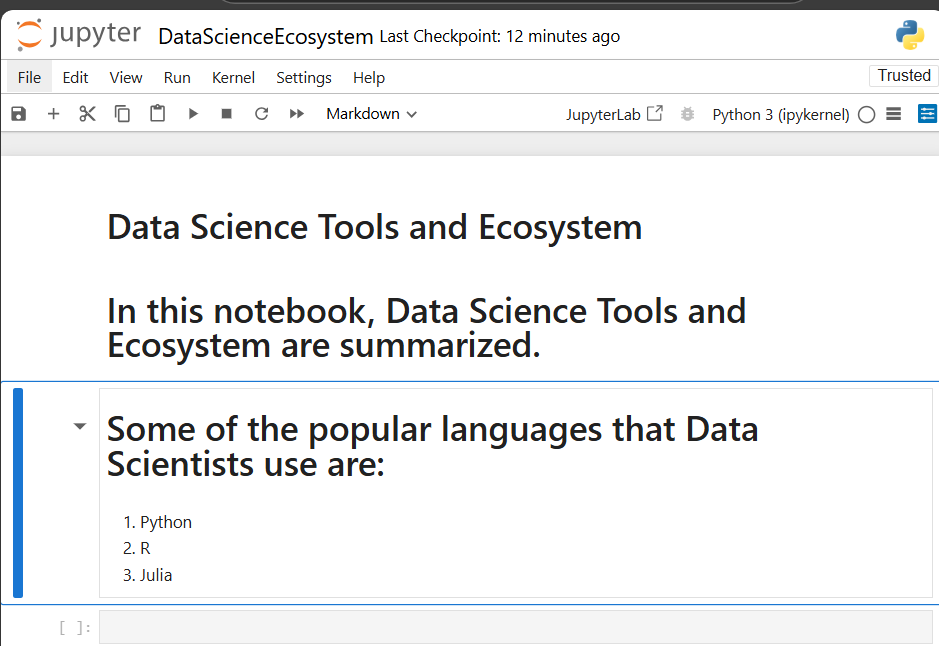 jupyter DataScienceEcosystem Last Checkpoint: 12 minutes ago
File Edit View Run Kernel Settings Help Trusted
Markdown JupyterLab Python 3 (ipykernel)
Data Science Tools and Ecosystem
In this notebook, Data Science Tools and
Ecosystem are summarized.
Some of the popular languages that Data
Scientists use are:
1. Python
2. R
3. Julia
[ ]: